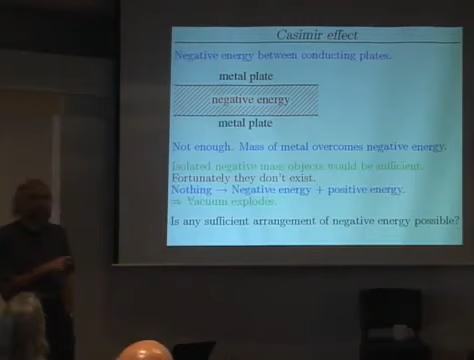 Casimir effect
Negative energy between conducting plates.
metal plate
negative energy
metal plate
Not enough. Mass of metal overcomes negative energy.
Isolated negative mass objects would be sufficient.
Fortunately they don't exist.
Nothing → Negative energy + positive energy.
⇒ Vacuum explodes.
Is any sufficient arrangement of negative energy possible?